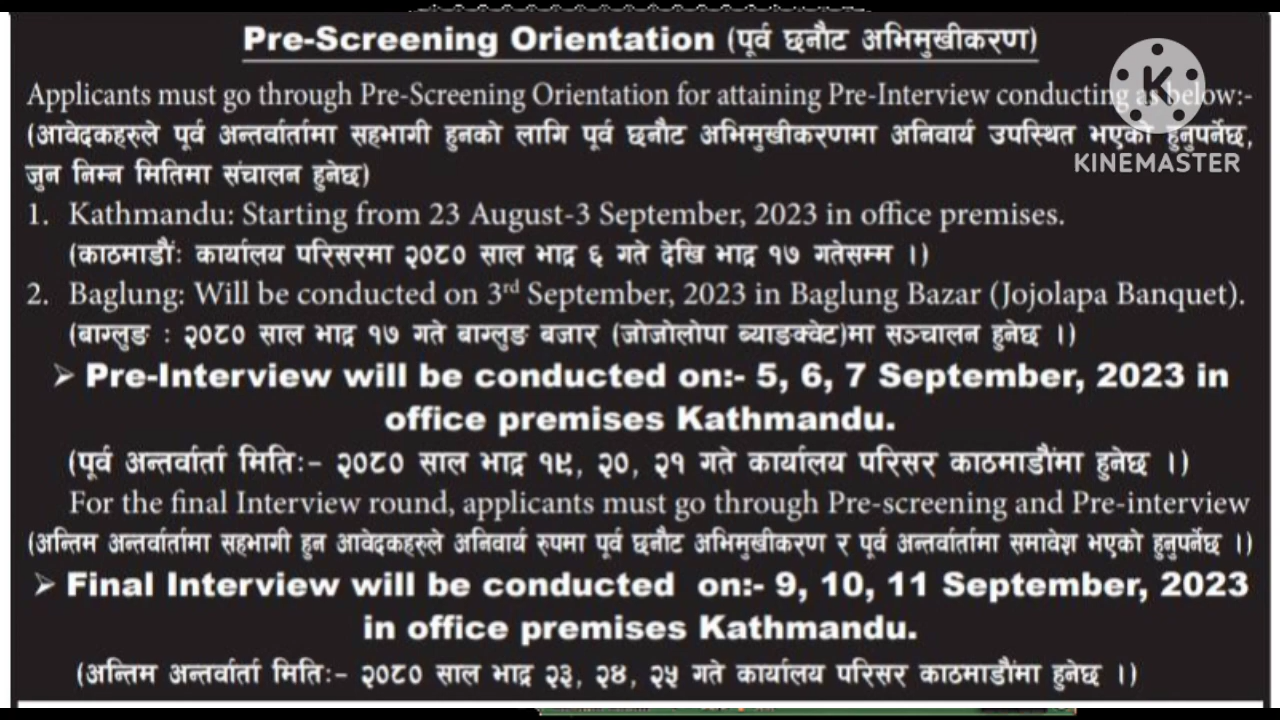 Pre-Screening Orientation (पूर्व छनौट अभिमुखीकरण)
Applicants must go through Pre-Screening Orientation for attaining Pre-Interview conducting as below:-
(आवेदकहरुले पूर्व अन्तर्वार्तामा सहभागी हुनको लागि पूर्व छनौट अभिमुखीकरणमा अनिवार्य उपस्थित भएको हुनुपर्नेछ,
KINEMASTER
जुन निम्न मितिमा संचालन हुनेछ)
1. Kathmandu: Starting from 23 August-3 September, 2023 in office premises.
(काठमाडौंः कार्यालय परिसरमा २०८० साल भाद्र ६ गते देखि भाद्र १७ गतेसम्म ।)
2. Baglung: Will be conducted on 3rd September, 2023 in Baglung Bazar (Jojolapa Banquet).
(बाग्लुङ : २०८० साल भाद्र १७ गते बाग्लुङ बजार (जोजोलोपा ब्याङक्वेट)मा सञ्चालन हुनेछ ।)
➢ Pre-Interview will be conducted on:- 5, 6, 7 September, 2023 in
office premises Kathmandu.
(पूर्व अन्तर्वार्ता मितिः- २०८० साल भाद्र १९, २०, २१ गते कार्यालय परिसर काठमाडौंमा हुनेछ ।)
For the final Interview round, applicants must go through Pre-screening and Pre-interview
(अन्तिम अन्तर्वार्तामा सहभागी हुन आवेदकहरुले अनिवार्य रुपमा पूर्व छनौट अभिमुखीकरण र पूर्व अन्तर्वार्तामा समावेश भएको हुनुपर्नेछ ।)
➢ Final Interview will be conducted on:- 9, 10, 11 September, 2023
in office premises Kathmandu.
(अन्तिम अन्तर्वार्ता मितिः- २०८० साल भाद्र २३, २४, २५ गते कार्यालय परिसर काठमाडौंमा हुनेछ ।)